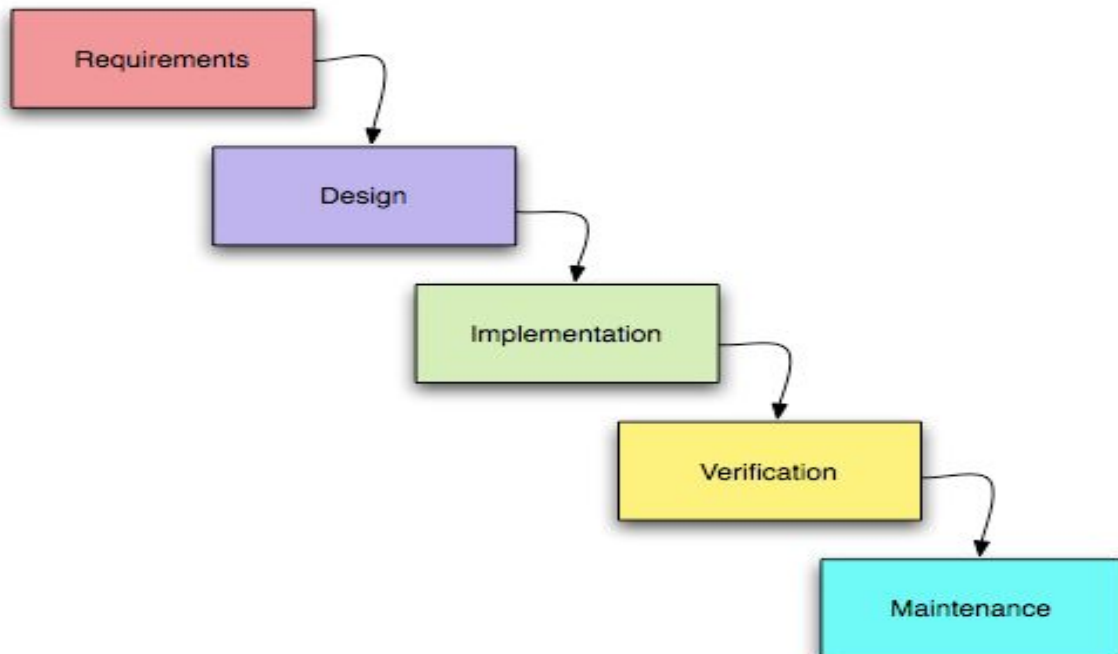 Requirements
Design
Implementation
Verification
Maintenance